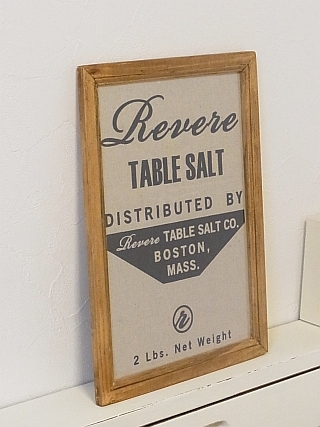 Revere
TABLE SALT
DISTRIBUTED BY
Revere TABLE SALT CO.
BOSTON,
MASS.
R
2 Lbs. Net Weight